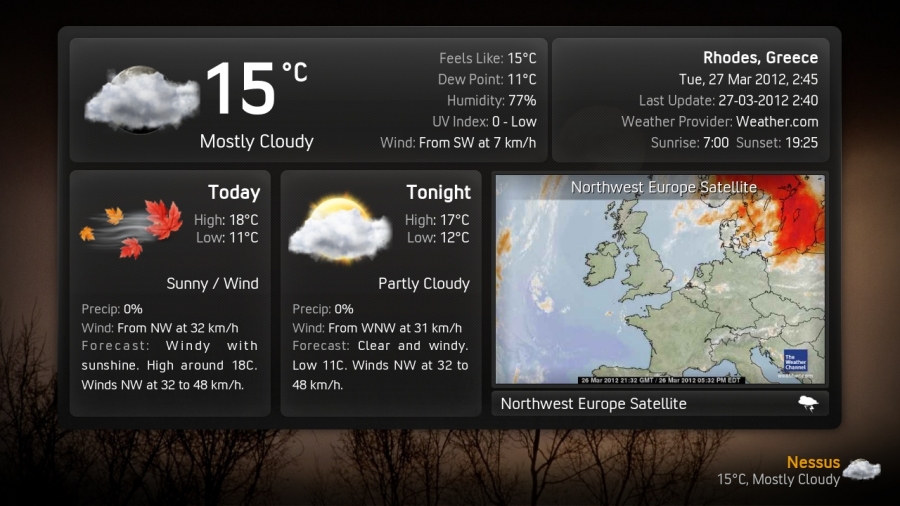 15 °C
Mostly Cloudy
Feels Like: 15°C
Dew Point: 11°C
Humidity: 77%
UV Index: 0 - Low
Wind: From SW at 7 km/h
Rhodes, Greece
Tue, 27 Mar 2012, 2:45
Last Update: 27-03-2012 2:40
Weather Provider: Weather.com
Sunrise: 7:00 Sunset: 19:25
Today
High: 18°C
Low: 11°C
Sunny / Wind
Precip: 0%
Wind: From NW at 32 km/h
Forecast: Windy with
sunshine. High around 18C.
Winds NW at 32 to 48 km/h.
Tonight
High: 17°C
Low: 12°C
Partly Cloudy
Precip: 0%
Wind: From WNW at 31 km/h
Forecast: Clear and windy.
Low 11C. Winds NW at 32 to
48 km/h.
Northwest Europe Satellite
The
Weather
Channel
26 Mar 2012 21:32 GMT / 26 Mar 2012 05:32 PM EDT
Northwest Europe Satellite
Nessus
15°C, Mostly Cloudy